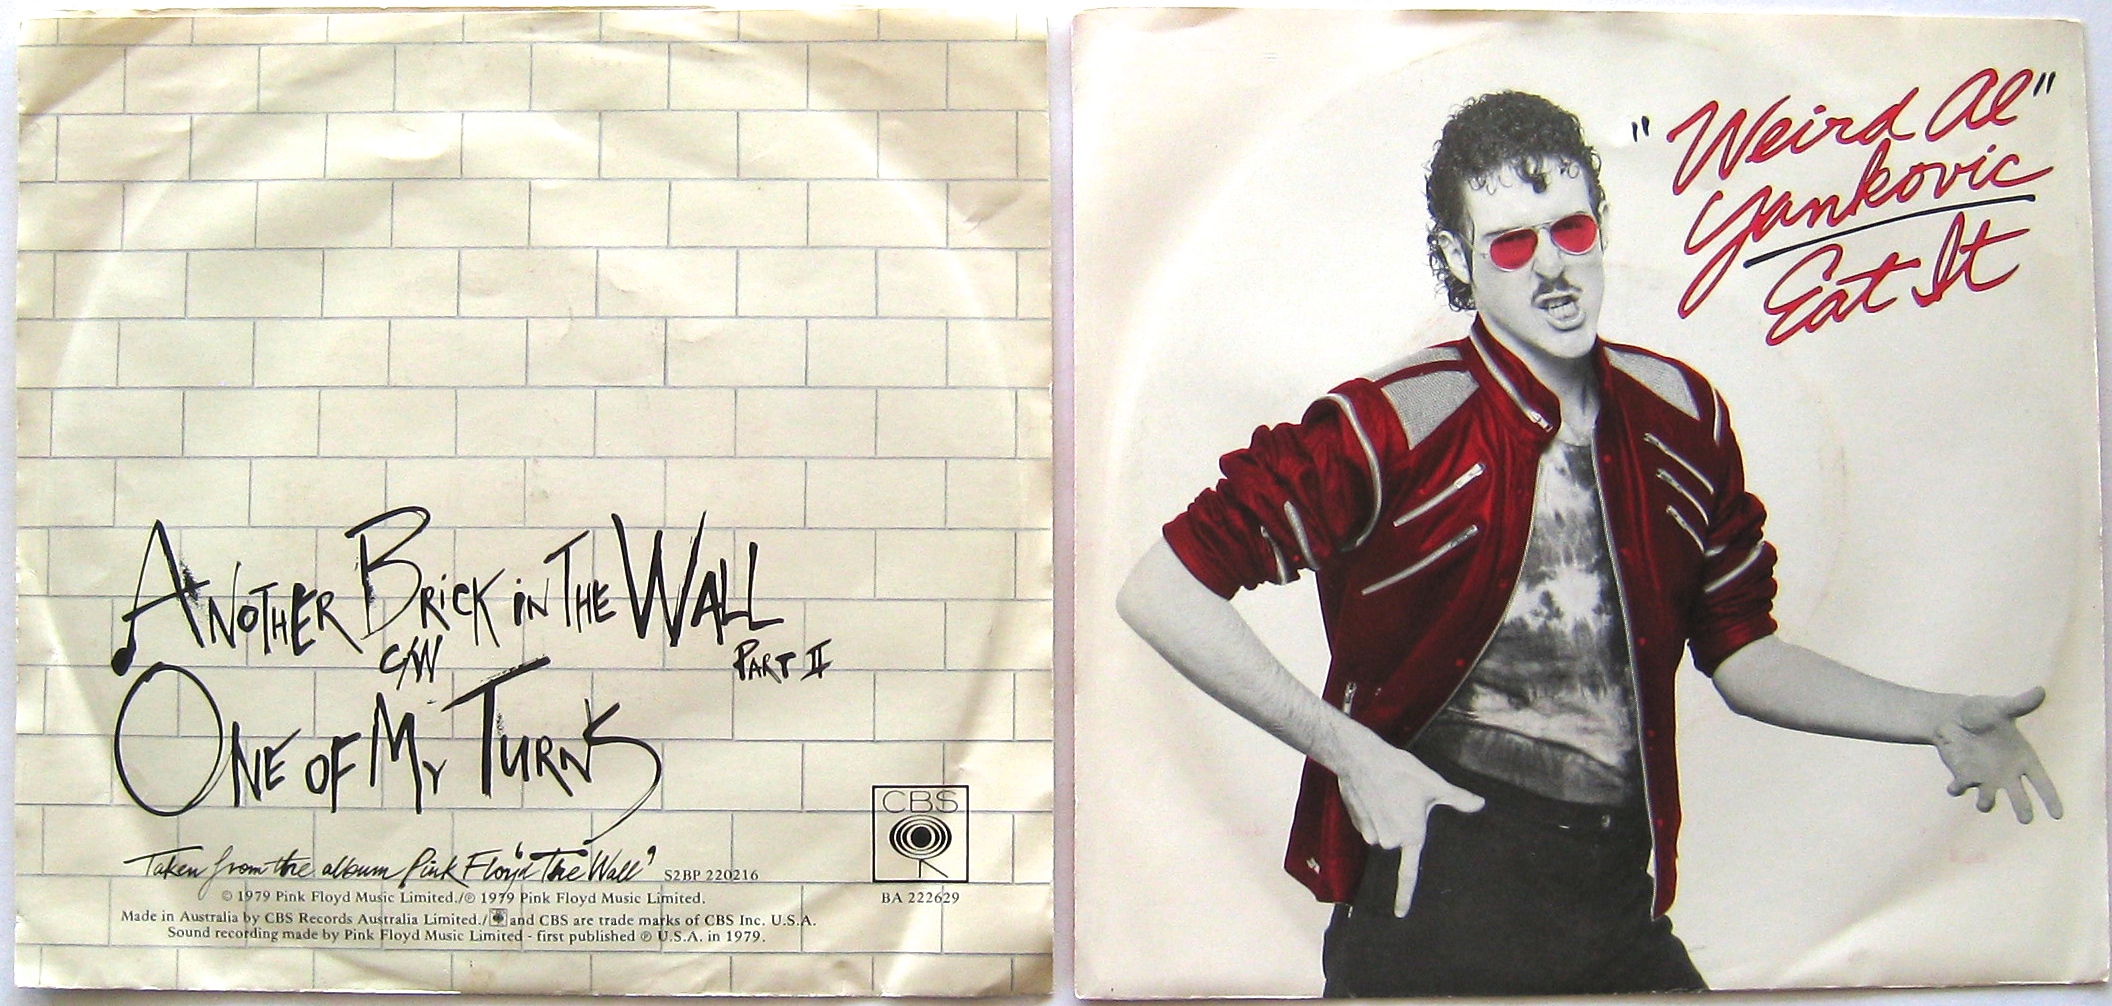 ANOTHER BRICK IN THE WALL
PART II
C/W
ONE OF MY TURNS
Taken from the album Pink Floyd 'The Wall' S2BP 220216
© 1979 Pink Floyd Music Limited./℗ 1979 Pink Floyd Music Limited.
Made in Australia by CBS Records Australia Limited./ and CBS are trade marks of CBS Inc. U.S.A.
Sound recording made by Pink Floyd Music Limited - first published ℗ U.S.A. in 1979.
CBS
BA 222629
"Weird Al"
Yankovic
Eat It